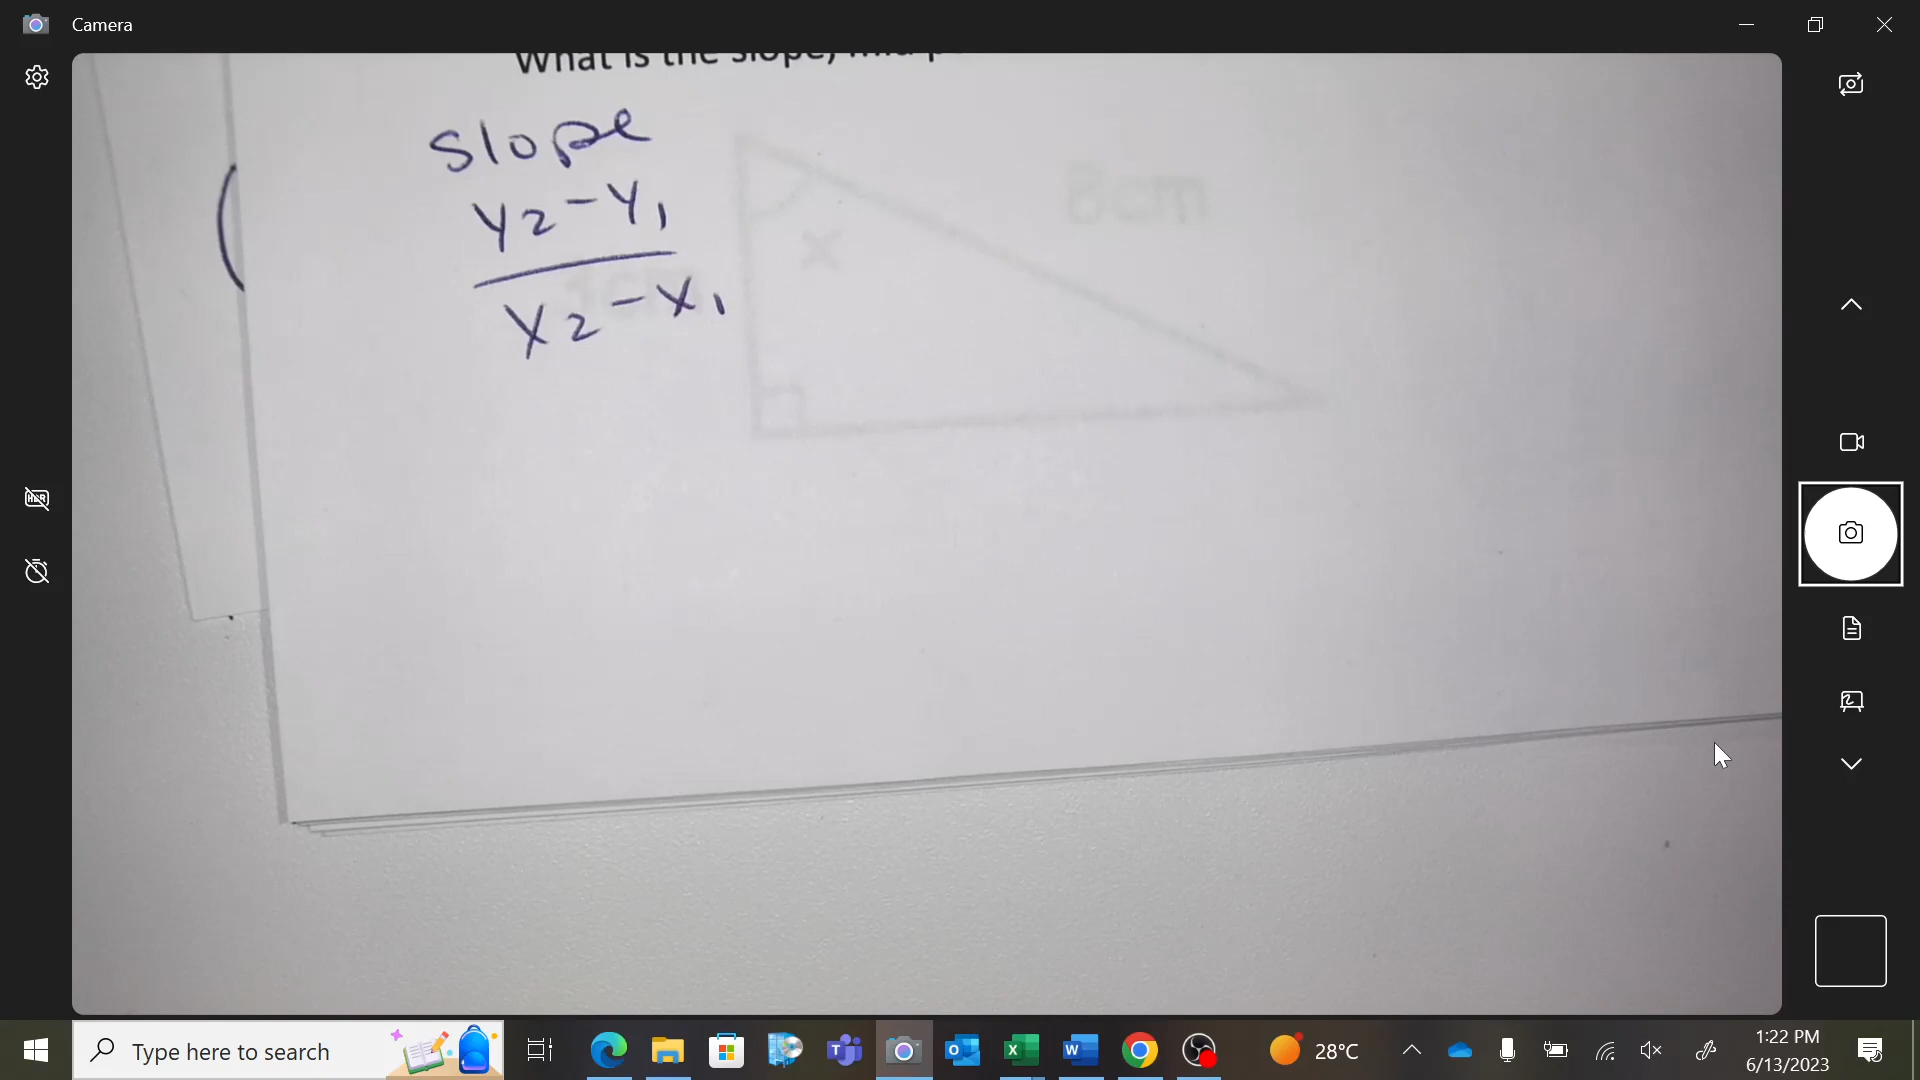 Camera
What is the slope, mid p
slope
y2-y1
x2-x1
8cm
x
Type here to search
28°C
1:22 PM
6/13/2023